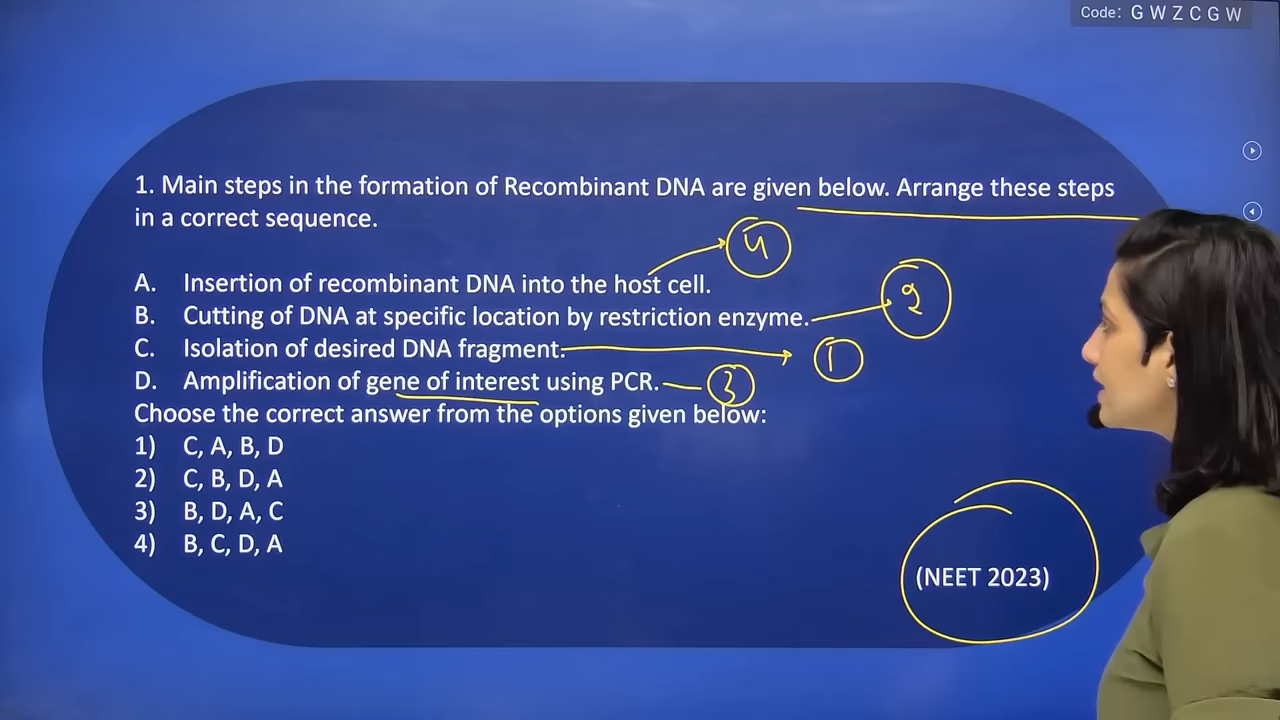 Code: G W Z C G W
1. Main steps in the formation of Recombinant DNA are given below. Arrange these steps
in a correct sequence.
4
A. Insertion of recombinant DNA into the host cell.
B. Cutting of DNA at specific location by restriction enzyme. 2
C. Isolation of desired DNA fragment. 1
D. Amplification of gene of interest using PCR. 3
Choose the correct answer from the options given below:
1) C, A, B, D
2) C, B, D, A
3) B, D, A, C
4) B, C, D, A
(NEET 2023)